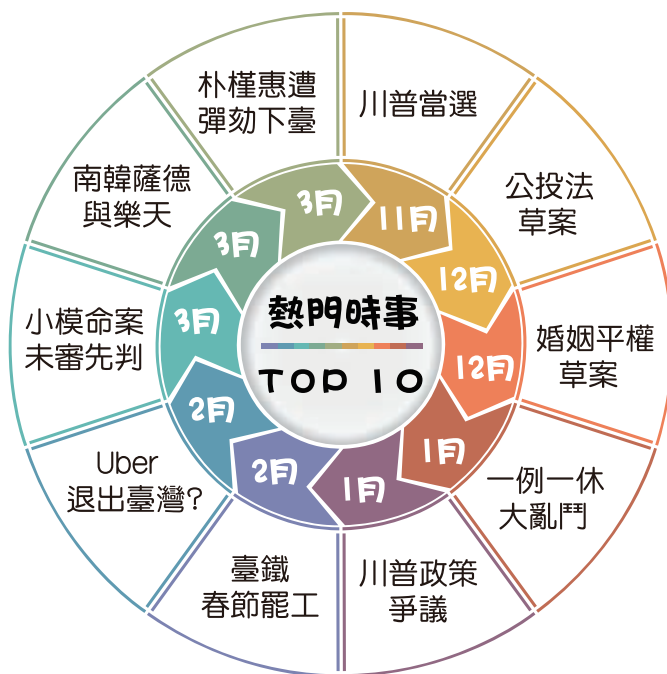 熱門時事
TOP 10
11月
川普當選
12月
公投法
草案
12月
婚姻平權
草案
1月
一例一休
大亂鬥
1月
川普政策
爭議
2月
臺鐵
春節罷工
2月
Uber
退出臺灣?
3月
小模命案
未審先判
3月
南韓薩德
與樂天
3月
朴槿惠遭
彈劾下臺